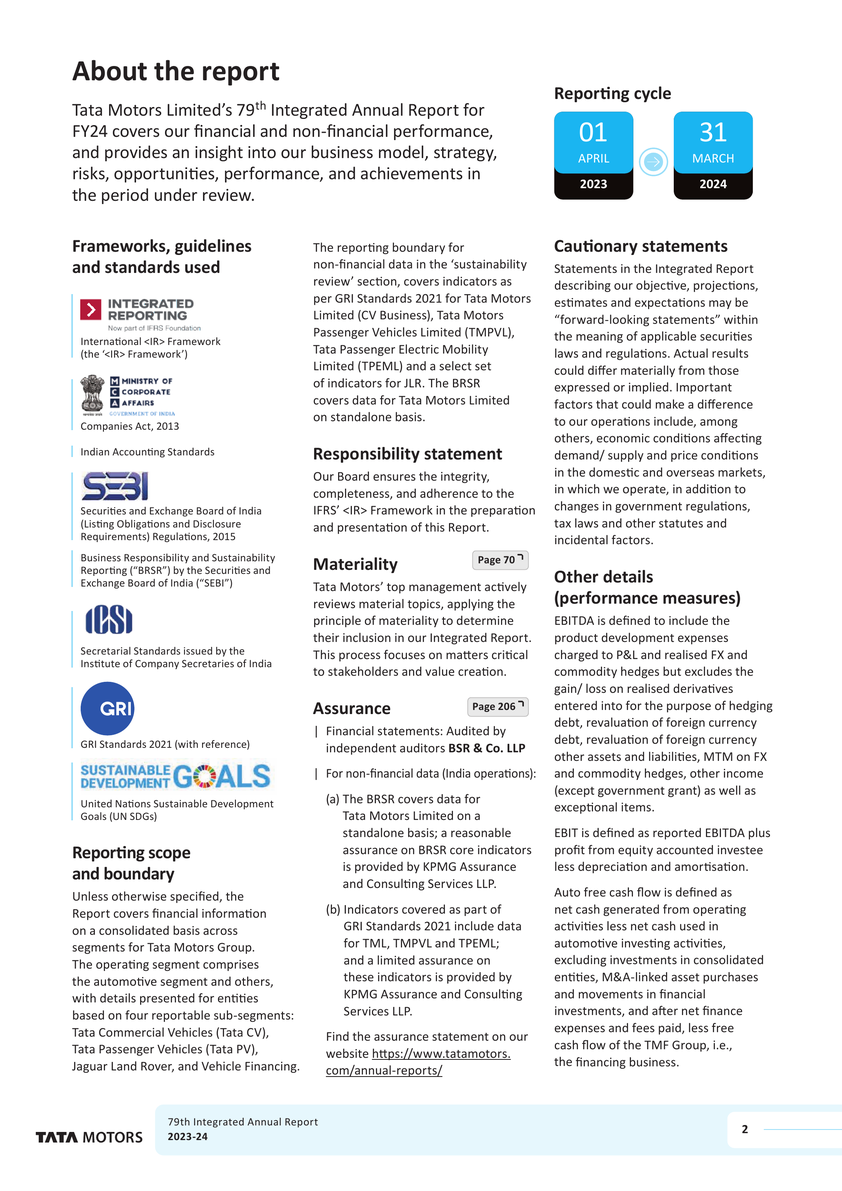 About the report
Tata Motors Limited's 79th Integrated Annual Report for
FY24 covers our financial and non-financial performance,
and provides an insight into our business model, strategy,
risks, opportunities, performance, and achievements in
the period under review.
Reporting cycle
01
APRIL
2023
31
MARCH
2024
Frameworks, guidelines
and standards used
INTEGRATED
REPORTING
Now part of IFRS Foundation
International <IR> Framework
(the '<IR> Framework')
MINISTRY OF
CORPORATE
AFFAIRS
GOVERNMENT OF INDIA
Companies Act, 2013
Indian Accounting Standards
SEBI
Securities and Exchange Board of India
(Listing Obligations and Disclosure
Requirements) Regulations, 2015
Business Responsibility and Sustainability
Reporting ("BRSR") by the Securities and
Exchange Board of India ("SEBI")
ICSI
Secretarial Standards issued by the
Institute of Company Secretaries of India
GRI
GRI Standards 2021 (with reference)
SUSTAINABLE
DEVELOPMENT GOALS
United Nations Sustainable Development
Goals (UN SDGs)
Reporting scope
and boundary
Unless otherwise specified, the
Report covers financial information
on a consolidated basis across
segments for Tata Motors Group.
The operating segment comprises
the automotive segment and others,
with details presented for entities
based on four reportable sub-segments:
Tata Commercial Vehicles (Tata CV),
Tata Passenger Vehicles (Tata PV),
Jaguar Land Rover, and Vehicle Financing.
The reporting boundary for
non-financial data in the 'sustainability
review' section, covers indicators as
per GRI Standards 2021 for Tata Motors
Limited (CV Business), Tata Motors
Passenger Vehicles Limited (TMPVL),
Tata Passenger Electric Mobility
Limited (TPEML) and a select set
of indicators for JLR. The BRSR
covers data for Tata Motors Limited
on standalone basis.
Responsibility statement
Our Board ensures the integrity,
completeness, and adherence to the
IFRS' <IR> Framework in the preparation
and presentation of this Report.
Materiality
Page 70
Tata Motors' top management actively
reviews material topics, applying the
principle of materiality to determine
their inclusion in our Integrated Report.
This process focuses on matters critical
to stakeholders and value creation.
Assurance
Page 206
| Financial statements: Audited by
independent auditors BSR & Co. LLP
| For non-financial data (India operations):
(a) The BRSR covers data for
Tata Motors Limited on a
standalone basis; a reasonable
assurance on BRSR core indicators
is provided by KPMG Assurance
and Consulting Services LLP.
(b) Indicators covered as part of
GRI Standards 2021 include data
for TML, TMPVL and TPEML;
and a limited assurance on
these indicators is provided by
KPMG Assurance and Consulting
Services LLP.
Find the assurance statement on our
website https://www.tatamotors.
com/annual-reports/
Cautionary statements
Statements in the Integrated Report
describing our objective, projections,
estimates and expectations may be
"forward-looking statements" within
the meaning of applicable securities
laws and regulations. Actual results
could differ materially from those
expressed or implied. Important
factors that could make a difference
to our operations include, among
others, economic conditions affecting
demand/ supply and price conditions
in the domestic and overseas markets,
in which we operate, in addition to
changes in government regulations,
tax laws and other statutes and
incidental factors.
Other details
(performance measures)
EBITDA is defined to include the
product development expenses
charged to P&L and realised FX and
commodity hedges but excludes the
gain/ loss on realised derivatives
entered into for the purpose of hedging
debt, revaluation of foreign currency
debt, revaluation of foreign currency
other assets and liabilities, MTM on FX
and commodity hedges, other income
(except government grant) as well as
exceptional items.
EBIT is defined as reported EBITDA plus
profit from equity accounted investee
less depreciation and amortisation.
Auto free cash flow is defined as
net cash generated from operating
activities less net cash used in
automotive investing activities,
excluding investments in consolidated
entities, M&A-linked asset purchases
and movements in financial
investments, and after net finance
expenses and fees paid, less free
cash flow of the TMF Group, i.e.,
the financing business.
TATA MOTORS
79th Integrated Annual Report
2023-24
2